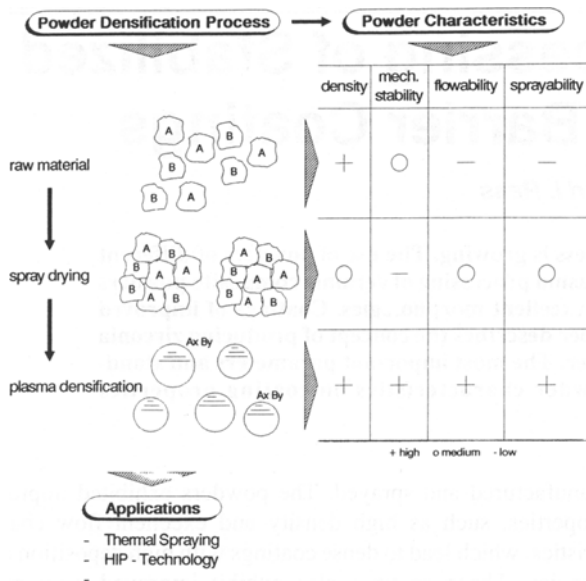 Powder Densification Process
Powder Characteristics
density
mech. stability
flowability
sprayability
A
B
A
A
B
B
B
A
raw material
+ O — —
A
B
A
B
A
A
B
A
B
A
B
A
B
A
A
B
A
B
spray drying
O — O O
Ax By
Ax By
plasma densification
+ + + +
+ high o medium - low
Applications
- Thermal Spraying
- HIP - Technology
-